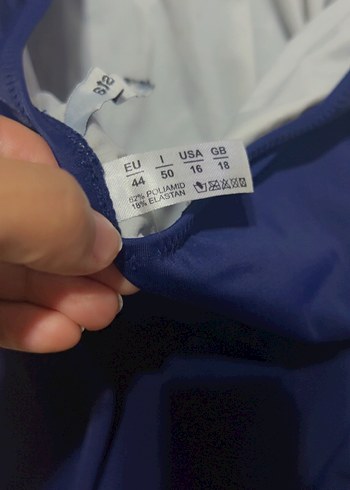 EU I USA GB
44 50 16 18
82% POLIAMID
18% ELASTAN